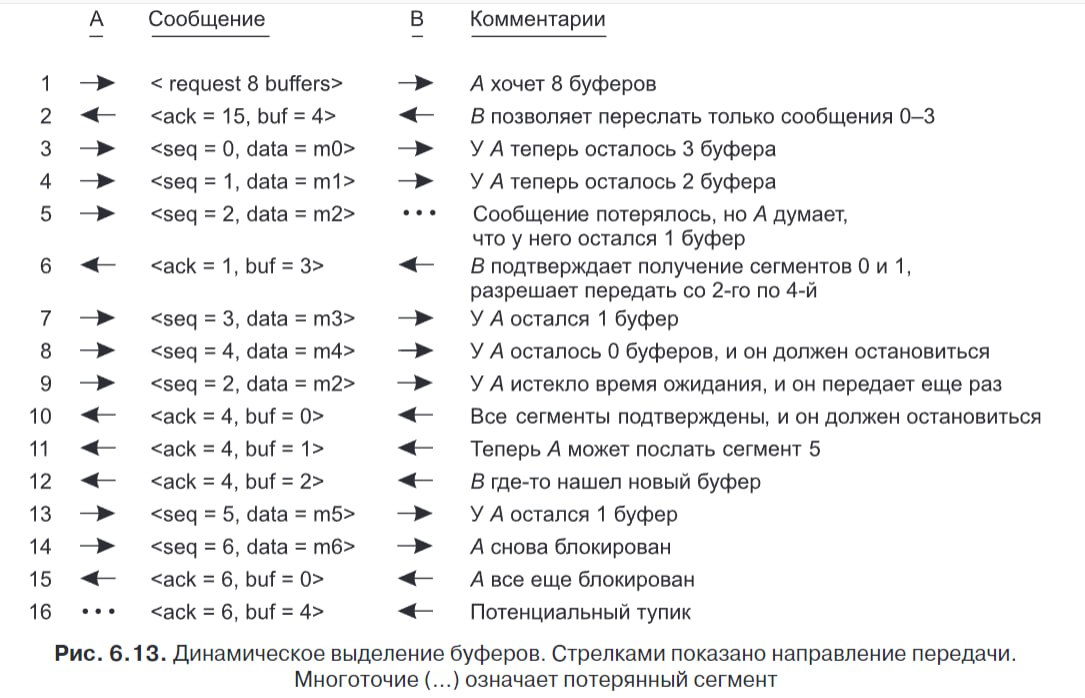 А Сообщение В Комментарии
1 < request 8 buffers> А хочет 8 буферов
2 <ack = 15, buf = 4> В позволяет переслать только сообщения 0–3
3 <seq = 0, data = m0> У А теперь осталось 3 буфера
4 <seq = 1, data = m1> У А теперь осталось 2 буфера
5 <seq = 2, data = m2> • • • Сообщение потерялось, но А думает,
что у него остался 1 буфер
6 <ack = 1, buf = 3> В подтверждает получение сегментов 0 и 1,
разрешает передать со 2-го по 4-й
7 <seq = 3, data = m3> У А остался 1 буфер
8 <seq = 4, data = m4> У А осталось 0 буферов, и он должен остановиться
9 <seq = 2, data = m2> У А истекло время ожидания, и он передает еще раз
10 <ack = 4, buf = 0> Все сегменты подтверждены, и он должен остановиться
11 <ack = 4, buf = 1> Теперь А может послать сегмент 5
12 <ack = 4, buf = 2> В где-то нашел новый буфер
13 <seq = 5, data = m5> У А остался 1 буфер
14 <seq = 6, data = m6> А снова блокирован
15 <ack = 6, buf = 0> А все еще блокирован
16 • • • <ack = 6, buf = 4> Потенциальный тупик
Рис. 6.13. Динамическое выделение буферов. Стрелками показано направление передачи.
Многоточие (...) означает потерянный сегмент